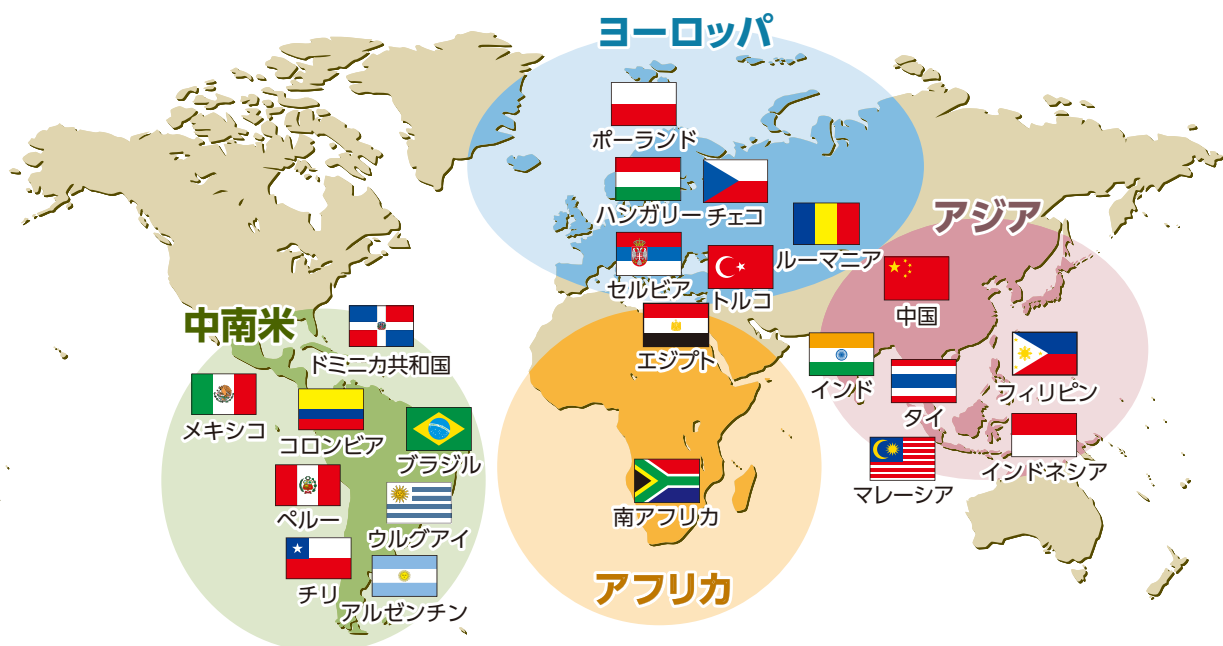 ヨーロッパ
ポーランド
ハンガリー
チェコ
ルーマニア
セルビア
トルコ
アジア
中国
インド
タイ
フィリピン
マレーシア
インドネシア
中南米
ドミニカ共和国
メキシコ
コロンビア
ブラジル
ペルー
ウルグアイ
チリ
アルゼンチン
エジプト
南アフリカ
アフリカ